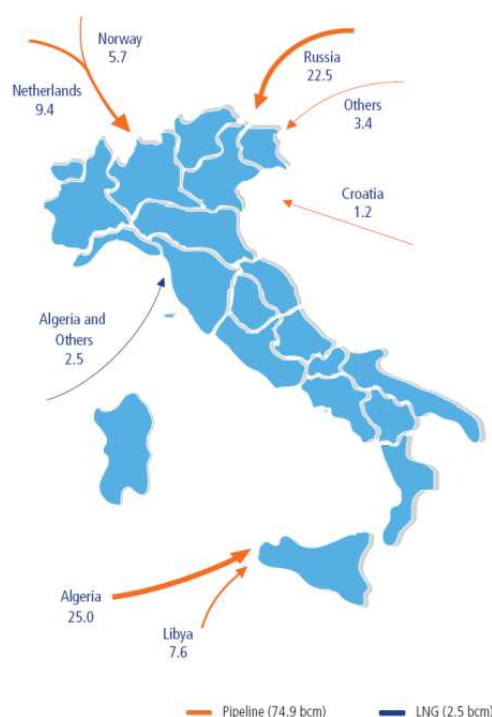 Norway
5.7
Netherlands
9.4
Russia
22.5
Others
3.4
Croatia
1.2
Algeria and
Others
2.5
Algeria
25.0
Libya
7.6
Pipeline (74.9 bcm)
LNG (2.5 bcm)